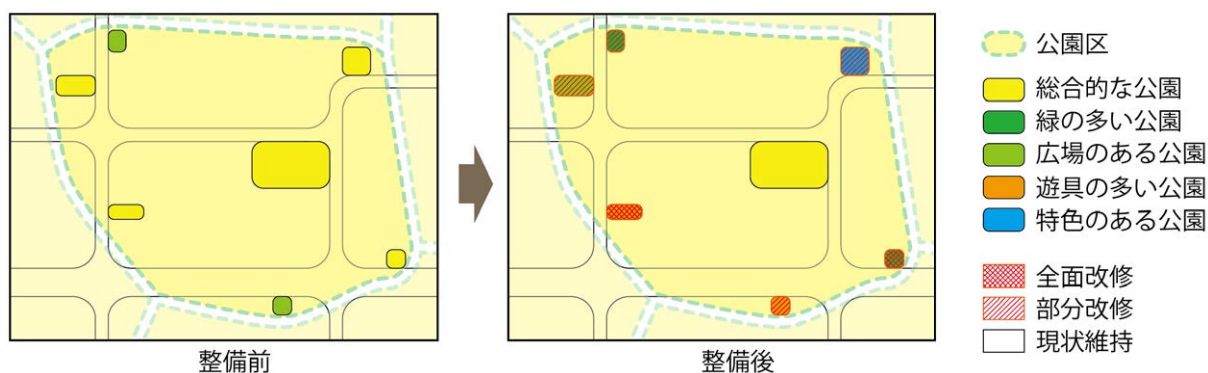 整備前
整備後
公園区
総合的な公園
緑の多い公園
広場のある公園
遊具の多い公園
特色のある公園
全面改修
部分改修
現状維持